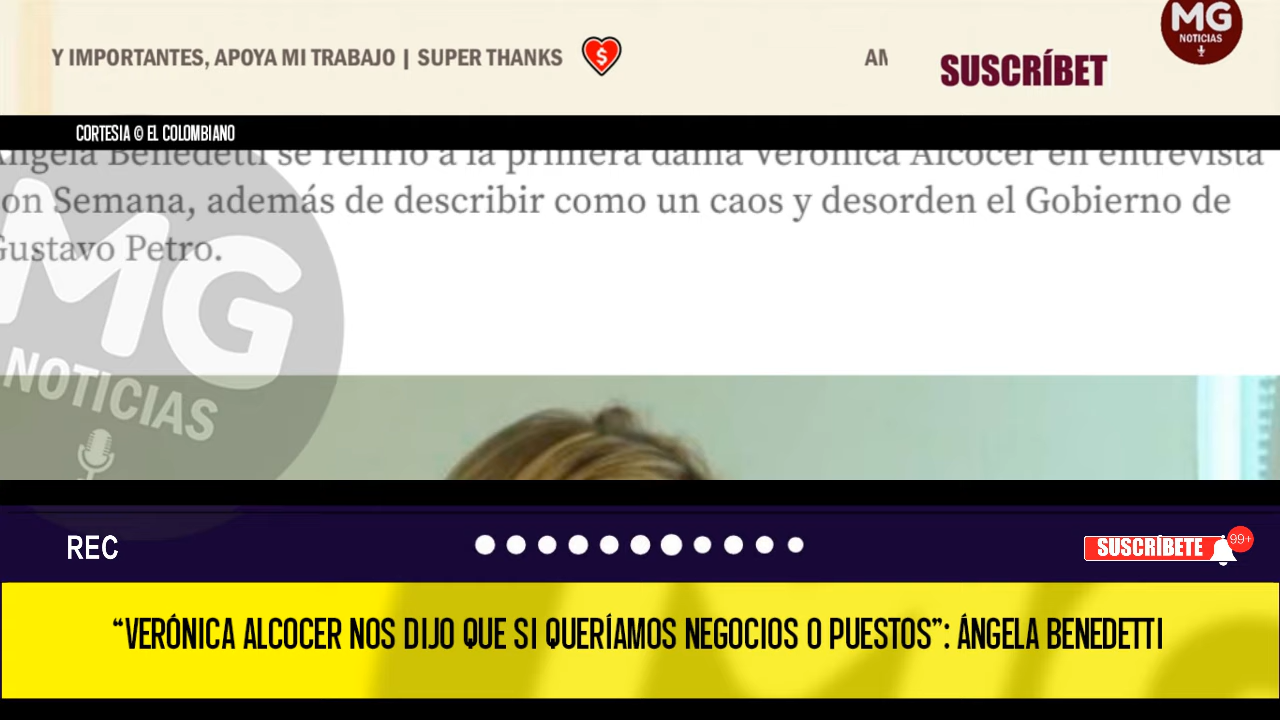 MG
NOTICIAS
Y IMPORTANTES, APOYA MI TRABAJO | SUPER THANKS
SUSCRÍBET
CORTESIA © EL COLOMBIANO
Ángela Benedetti se refirió a la primera dama Verónica Alcocer en entrevista
on Semana, además de describir como un caos y desorden el Gobierno de
Gustavo Petro.
MG
NOTICIAS
REC
SUSCRÍBETE
99+
“VERÓNICA ALCOCER NOS DIJO QUE SI QUERÍAMOS NEGOCIOS O PUESTOS”: ÁNGELA BENEDETTI